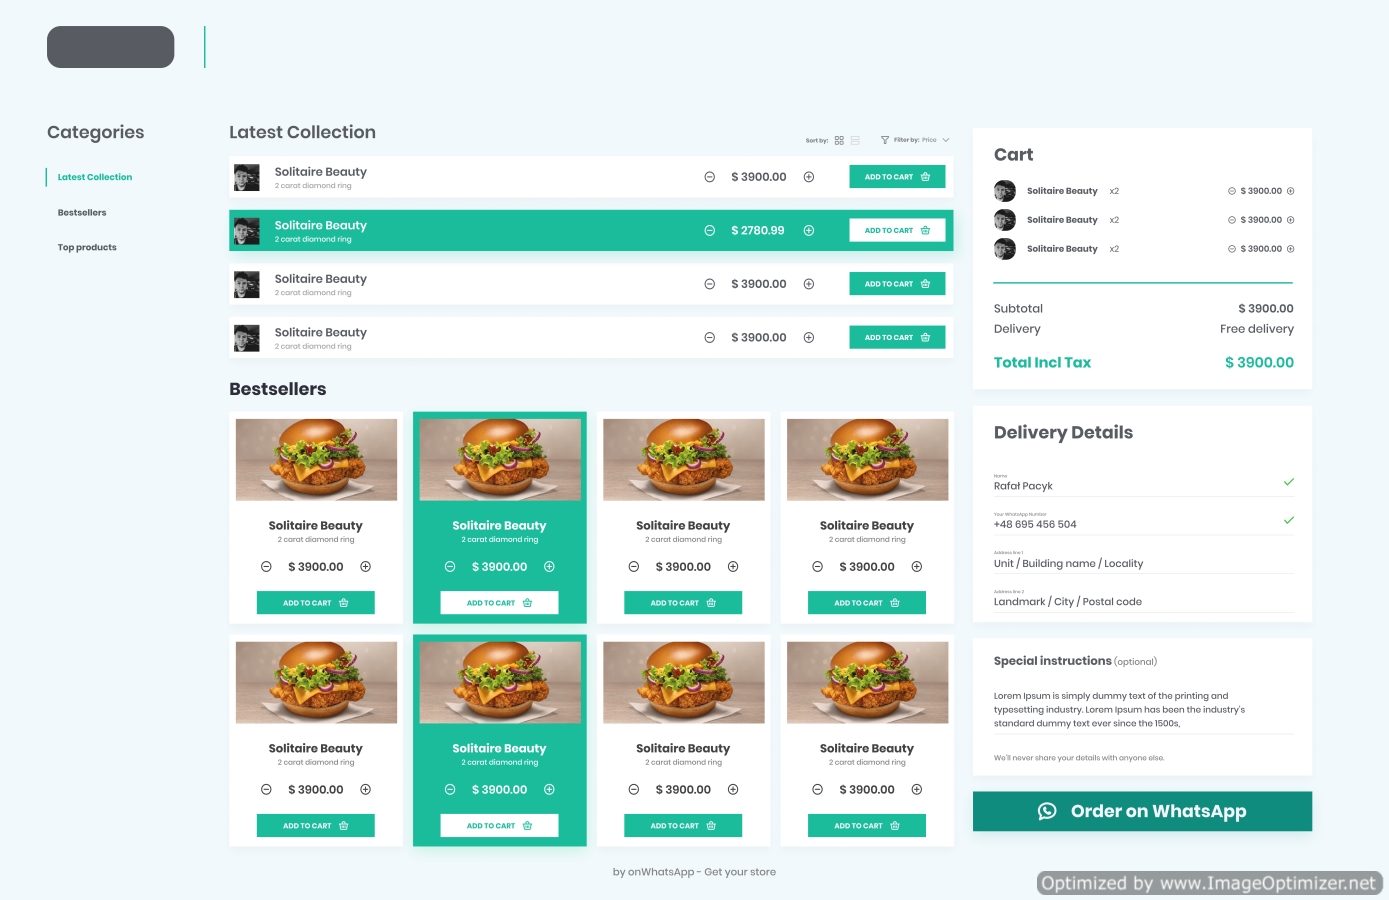 Categories
Latest Collection
Bestsellers
Top products
Latest Collection
Sort by:
Filter by: Price
Solitaire Beauty
2 carat diamond ring
$ 3900.00
ADD TO CART
Solitaire Beauty
2 carat diamond ring
$ 2780.99
ADD TO CART
Solitaire Beauty
2 carat diamond ring
$ 3900.00
ADD TO CART
Solitaire Beauty
2 carat diamond ring
$ 3900.00
ADD TO CART
Bestsellers
Solitaire Beauty
2 carat diamond ring
$ 3900.00
ADD TO CART
Solitaire Beauty
2 carat diamond ring
$ 3900.00
ADD TO CART
Solitaire Beauty
2 carat diamond ring
$ 3900.00
ADD TO CART
Solitaire Beauty
2 carat diamond ring
$ 3900.00
ADD TO CART
Solitaire Beauty
2 carat diamond ring
$ 3900.00
ADD TO CART
Solitaire Beauty
2 carat diamond ring
$ 3900.00
ADD TO CART
Solitaire Beauty
2 carat diamond ring
$ 3900.00
ADD TO CART
Solitaire Beauty
2 carat diamond ring
$ 3900.00
ADD TO CART
Cart
Solitaire Beauty x2 $ 3900.00
Solitaire Beauty x2 $ 3900.00
Solitaire Beauty x2 $ 3900.00
Subtotal $ 3900.00
Delivery Free delivery
Total Incl Tax $ 3900.00
Delivery Details
Name
Rafał Pacyk
Your WhatsApp Number
+48 695 456 504
Address line 1
Unit / Building name / Locality
Address line 2
Landmark / City / Postal code
Special instructions (optional)
Lorem Ipsum is simply dummy text of the printing and
typesetting industry. Lorem Ipsum has been the industry's
standard dummy text ever since the 1500s,
We'll never share your details with anyone else.
Order on WhatsApp
by onWhatsApp - Get your store
Optimized by www.ImageOptimizer.net